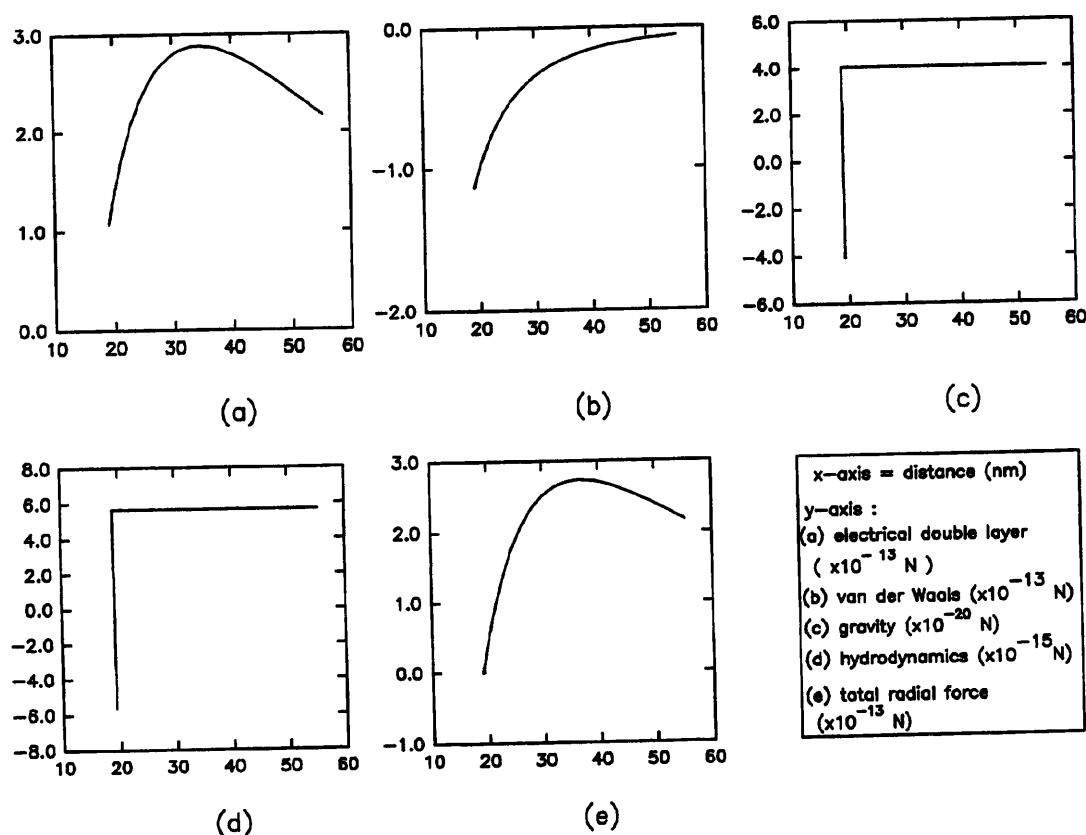 3.0
2.0
1.0
0.0
10 20 30 40 50 60
(a)
0.0
-1.0
-2.0
10 20 30 40 50 60
(b)
6.0
4.0
2.0
0.0
-2.0
-4.0
-6.0
10 20 30 40 50 60
(c)
8.0
6.0
4.0
2.0
0.0
-2.0
-4.0
-6.0
-8.0
10 20 30 40 50 60
(d)
3.0
2.0
1.0
0.0
-1.0
10 20 30 40 50 60
(e)
x-axis = distance (nm)
y-axis :
(a) electrical double layer
( x10⁻¹³ N )
(b) van der Waals (x10⁻¹³ N)
(c) gravity (x10⁻²⁰ N)
(d) hydrodynamics (x10⁻¹⁵ N)
(e) total radial force
(x10⁻¹³ N)